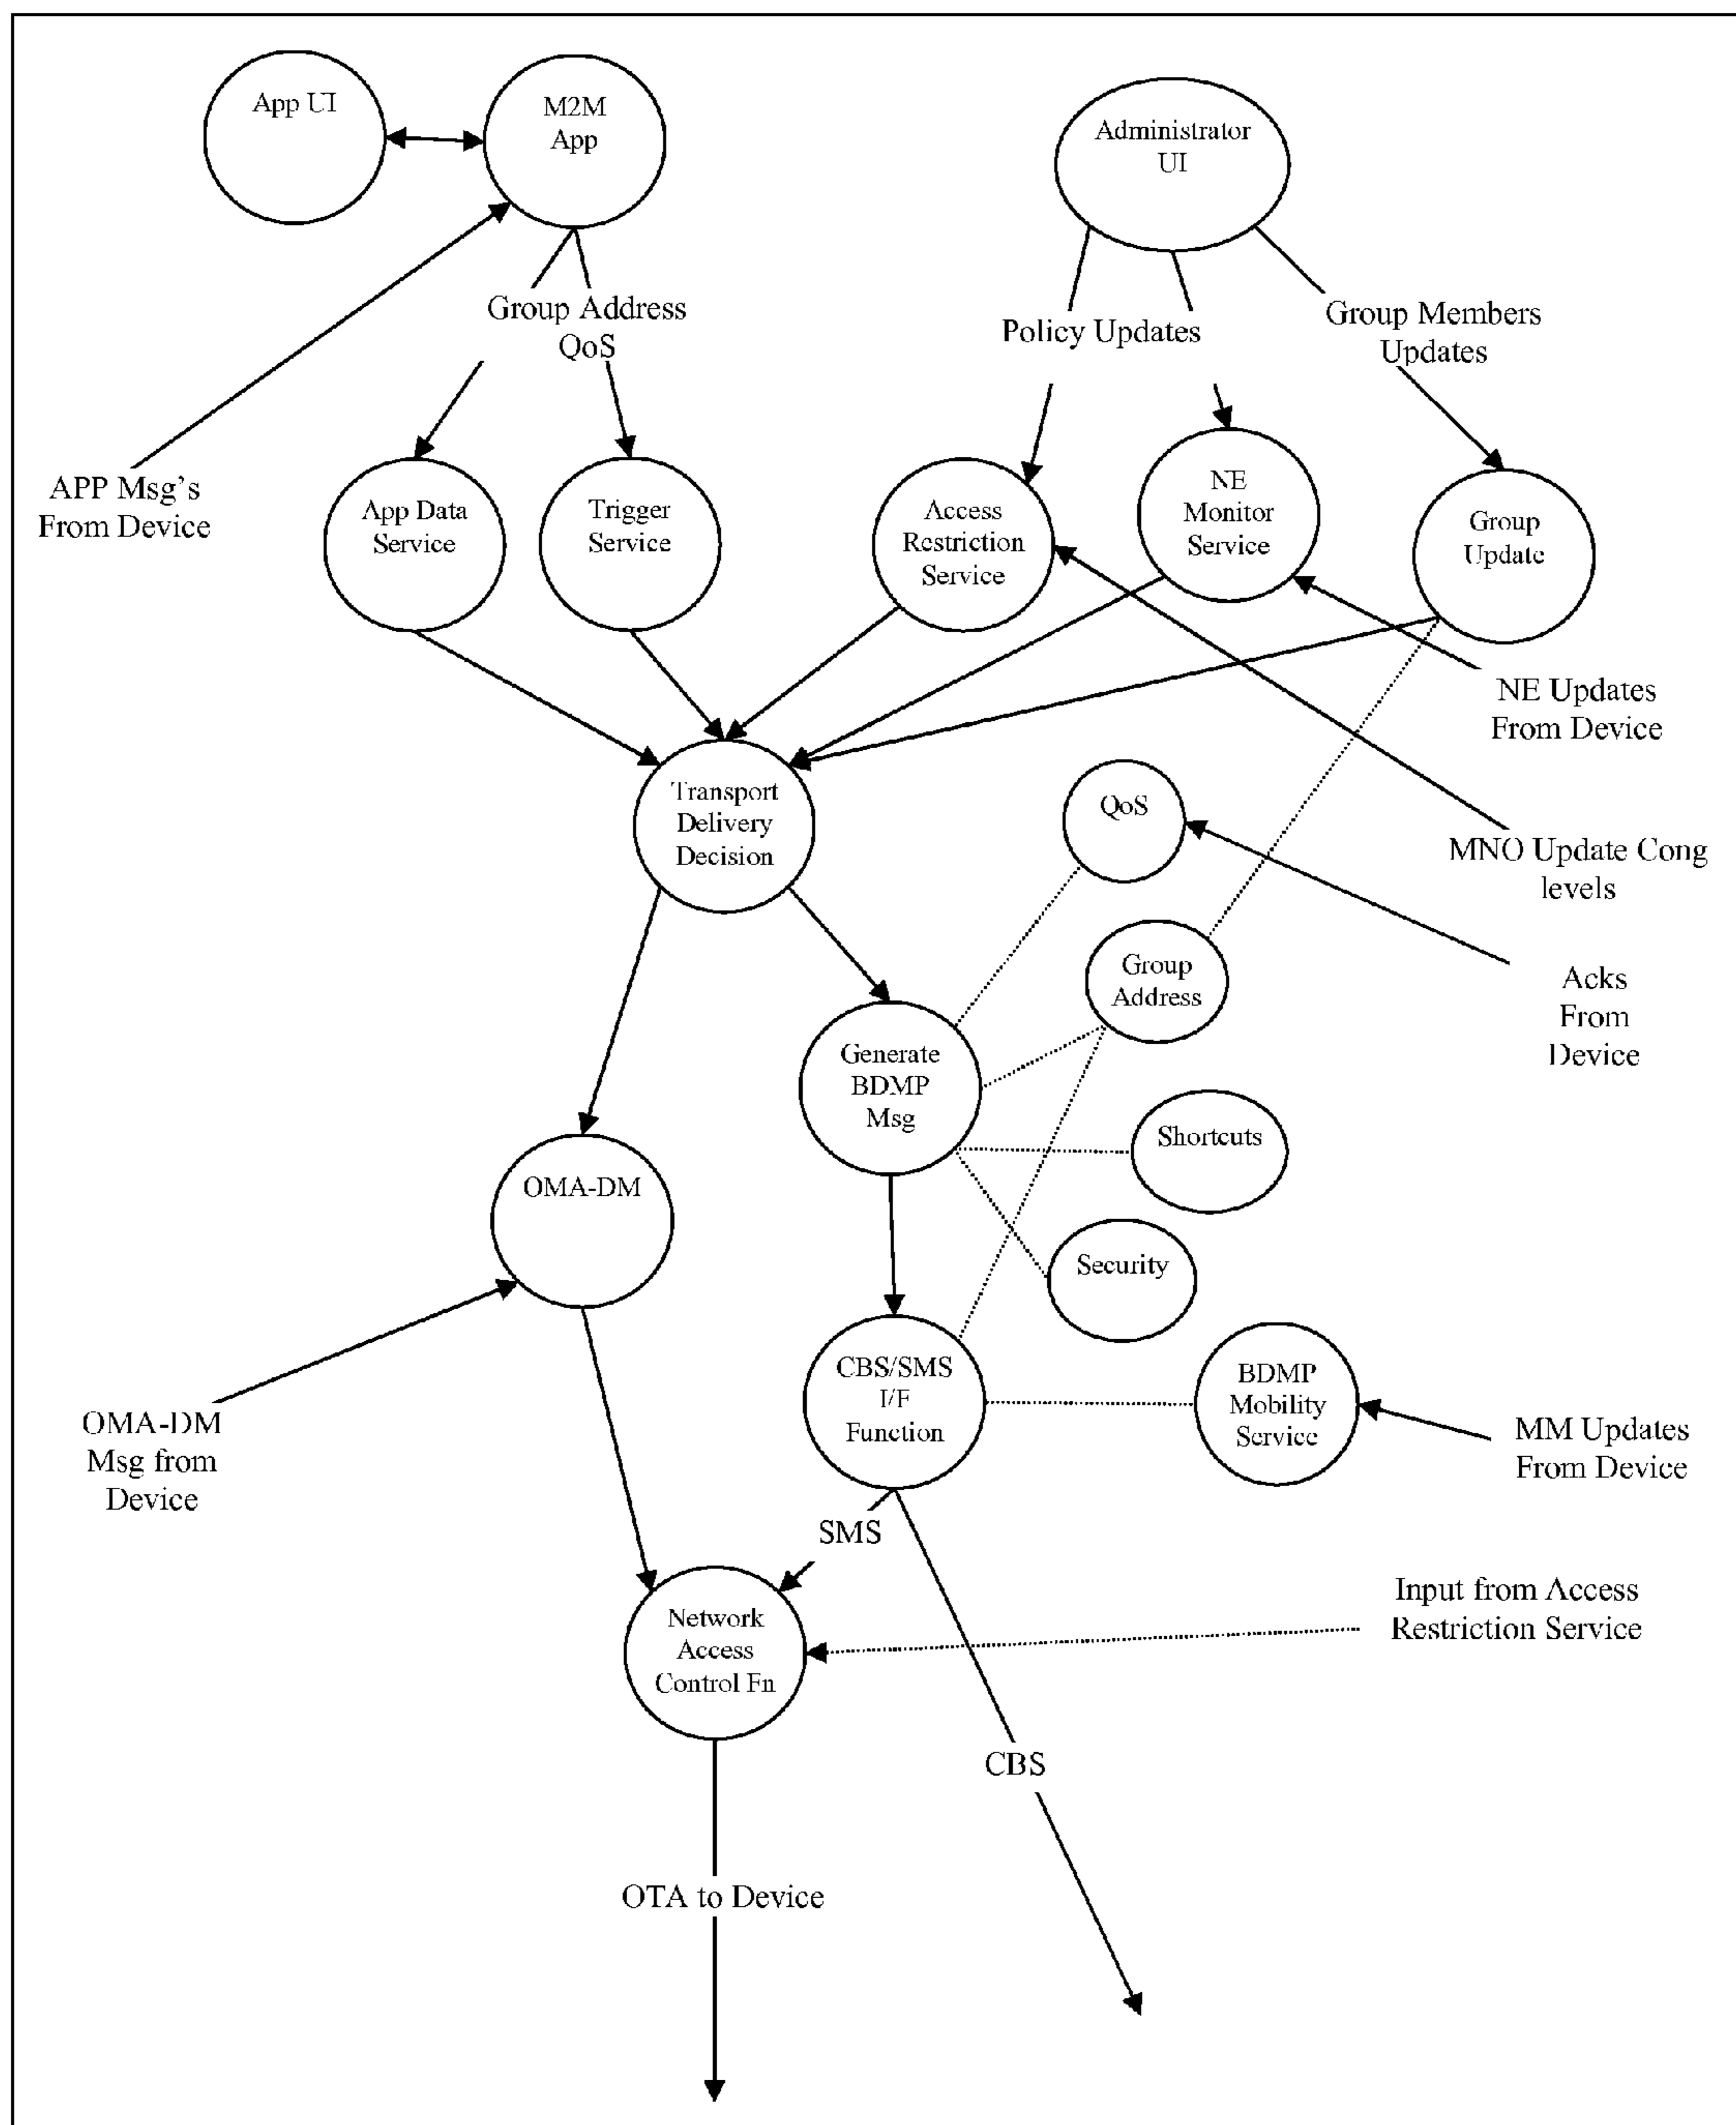 App UI
M2M
App
Administrator
UI
Group Address
QoS
Policy Updates
Group Members
Updates
APP Msg's
From Device
App Data
Service
Trigger
Service
Access
Restriction
Service
NE
Monitor
Service
Group
Update
NE Updates
From Device
Transport
Delivery
Decision
QoS
MNO Update Cong
levels
Group
Address
Acks
From
Device
Generate
BDMP
Msg
Shortcuts
OMA-DM
Security
CBS/SMS
I/F
Function
BDMP
Mobility
Service
OMA-DM
Msg from
Device
MM Updates
From Device
SMS
Network
Access
Control Fn
Input from Access
Restriction Service
CBS
OTA to Device